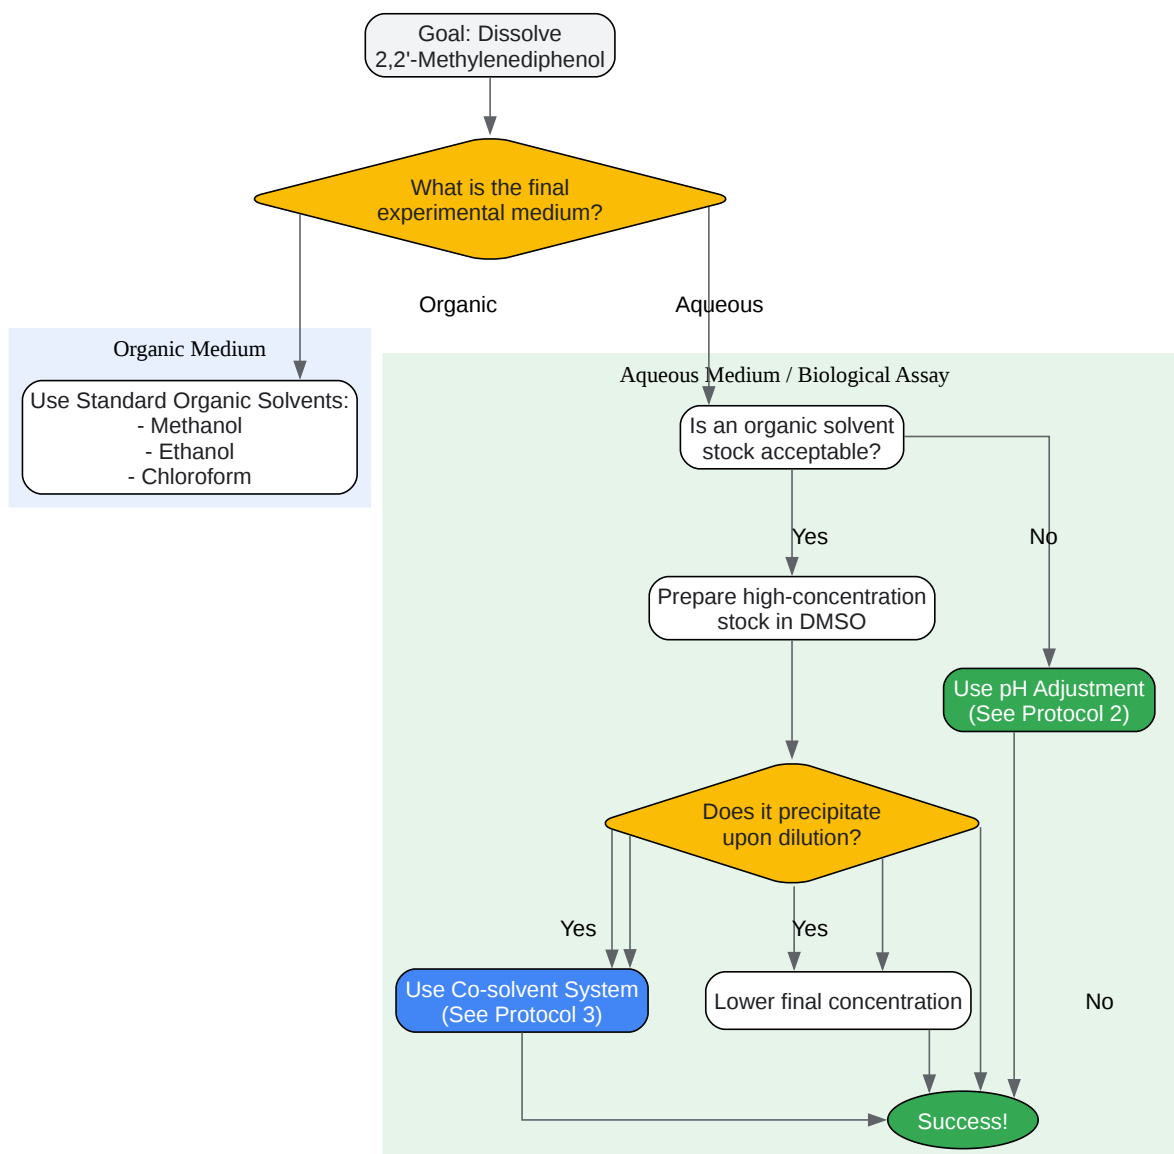 Goal: Dissolve
2,2'-Methylenediphenol
What is the final
experimental medium?
Organic
Aqueous
Organic Medium
Use Standard Organic Solvents:
- Methanol
- Ethanol
- Chloroform
Aqueous Medium / Biological Assay
Is an organic solvent
stock acceptable?
Yes
No
Prepare high-concentration
stock in DMSO
Use pH Adjustment
(See Protocol 2)
Does it precipitate
upon dilution?
Yes
Yes
Use Co-solvent System
(See Protocol 3)
Lower final concentration
No
Success!